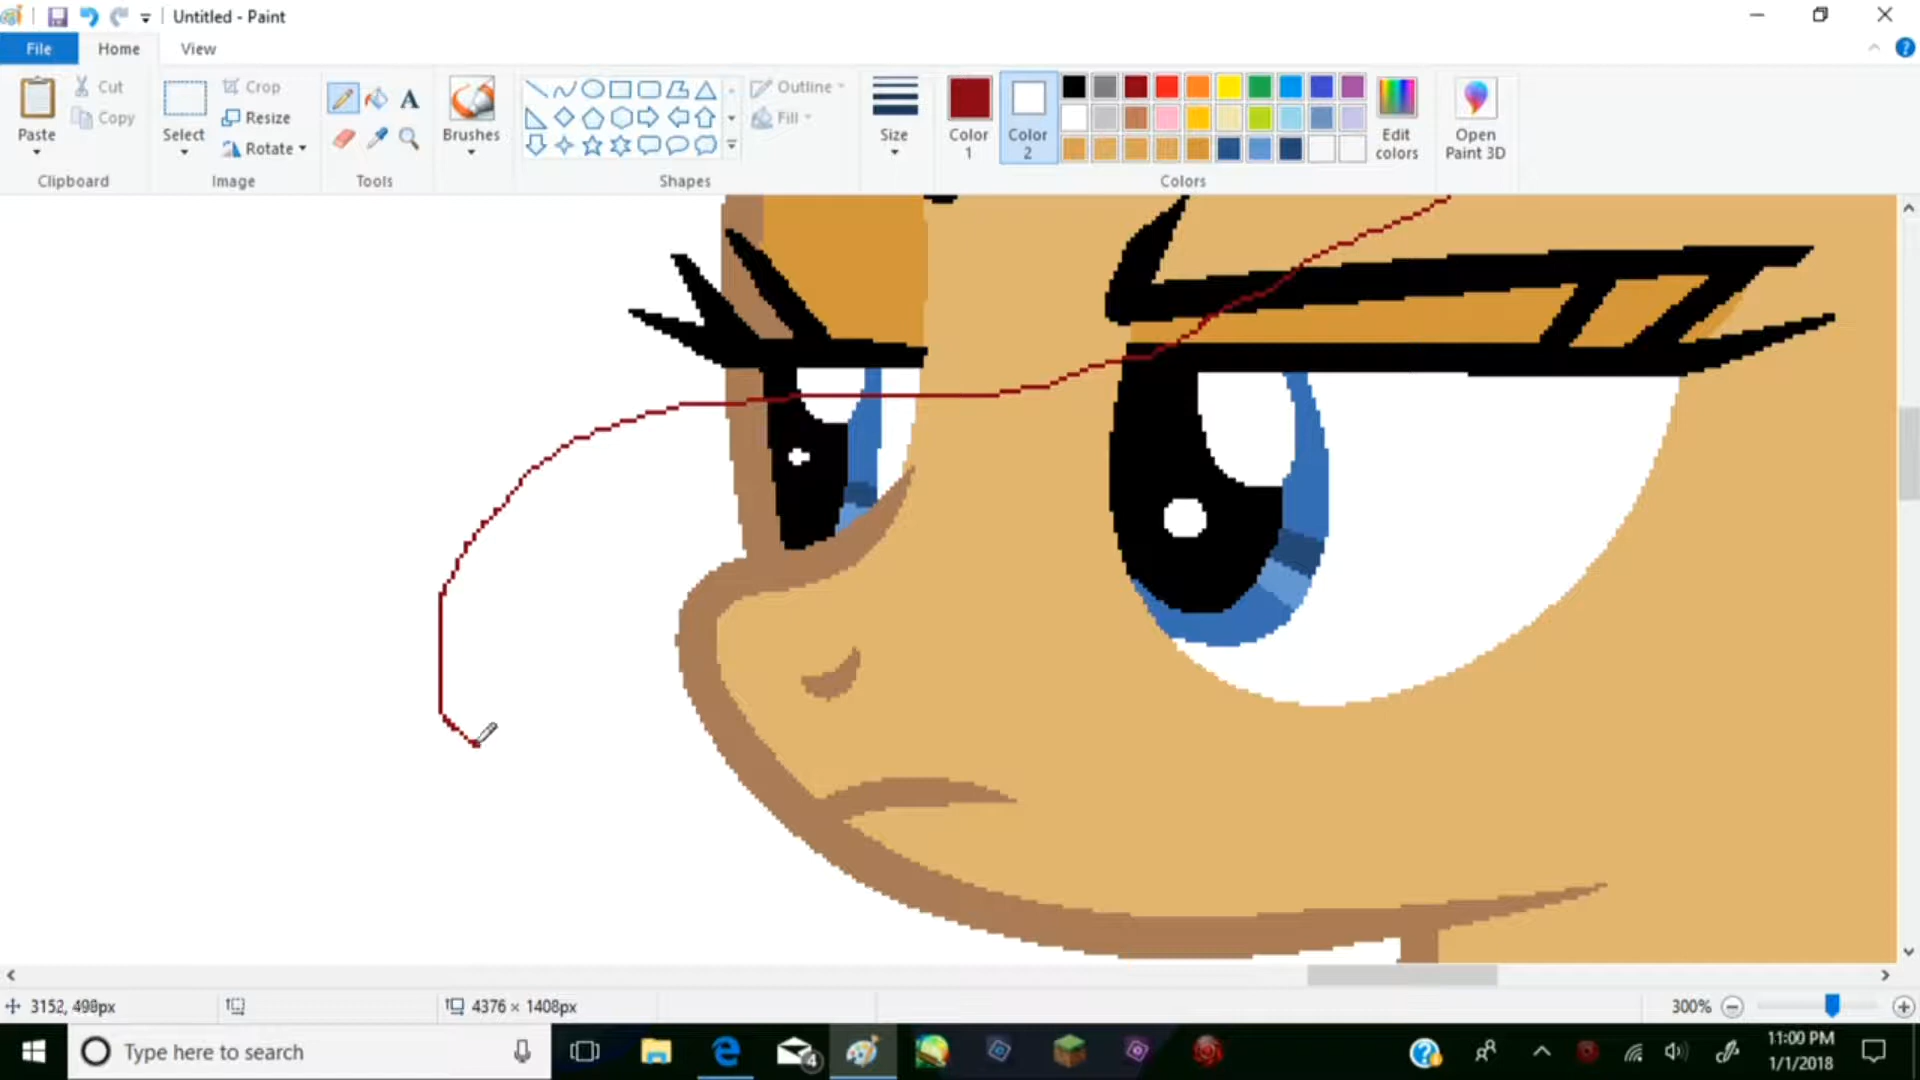 Untitled - Paint
File Home View
Paste
Cut
Copy
Clipboard
Select
Crop
Resize
Rotate
Image
A
Tools
Brushes
Shapes
Outline
Fill
Size
Color 1
Color 2
Colors
Edit colors
Open Paint 3D
3152, 498px
4376 × 1408px
300%
Type here to search
4
11:00 PM
1/1/2018